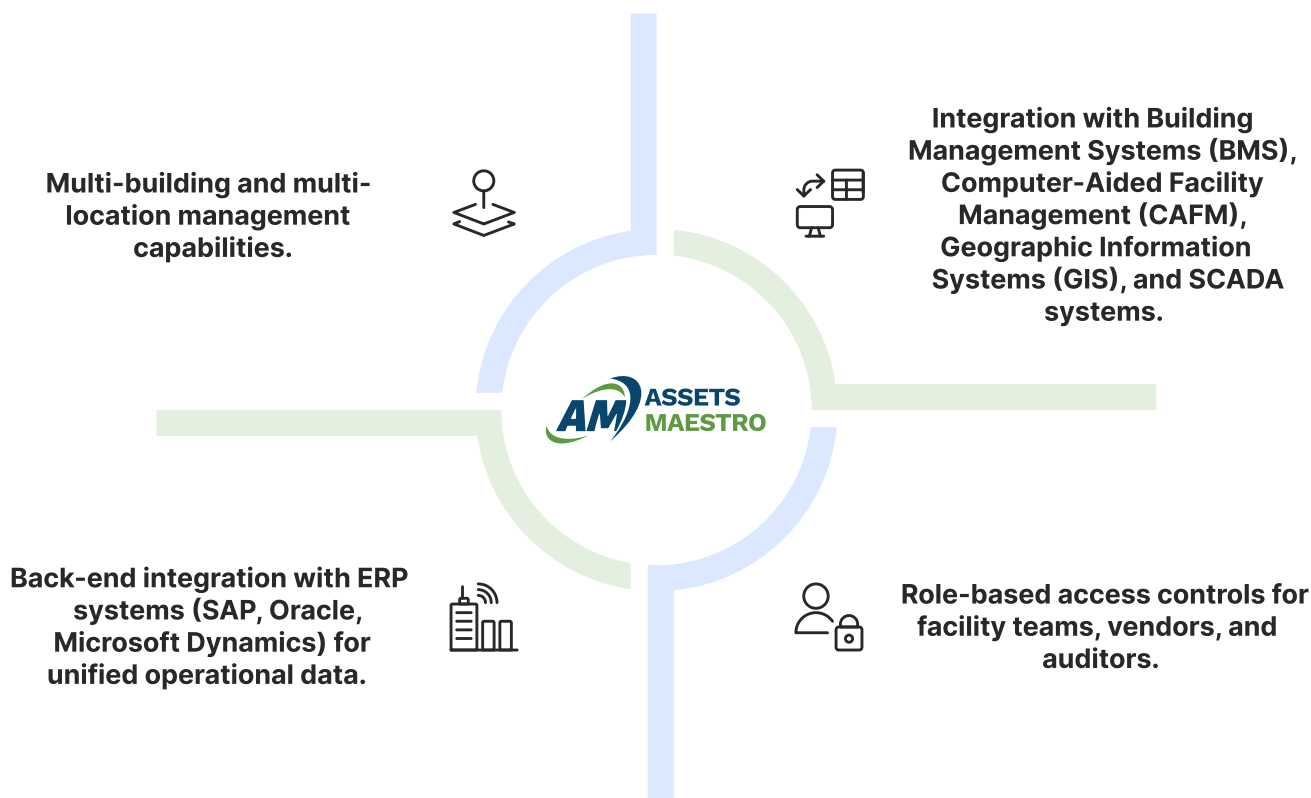 Multi-building and multi-
location management
capabilities.
Integration with Building
Management Systems (BMS),
Computer-Aided Facility
Management (CAFM),
Geographic Information
Systems (GIS), and SCADA
systems.
AM ASSETS
MAESTRO
Back-end integration with ERP
systems (SAP, Oracle,
Microsoft Dynamics) for
unified operational data.
Role-based access controls for
facility teams, vendors, and
auditors.